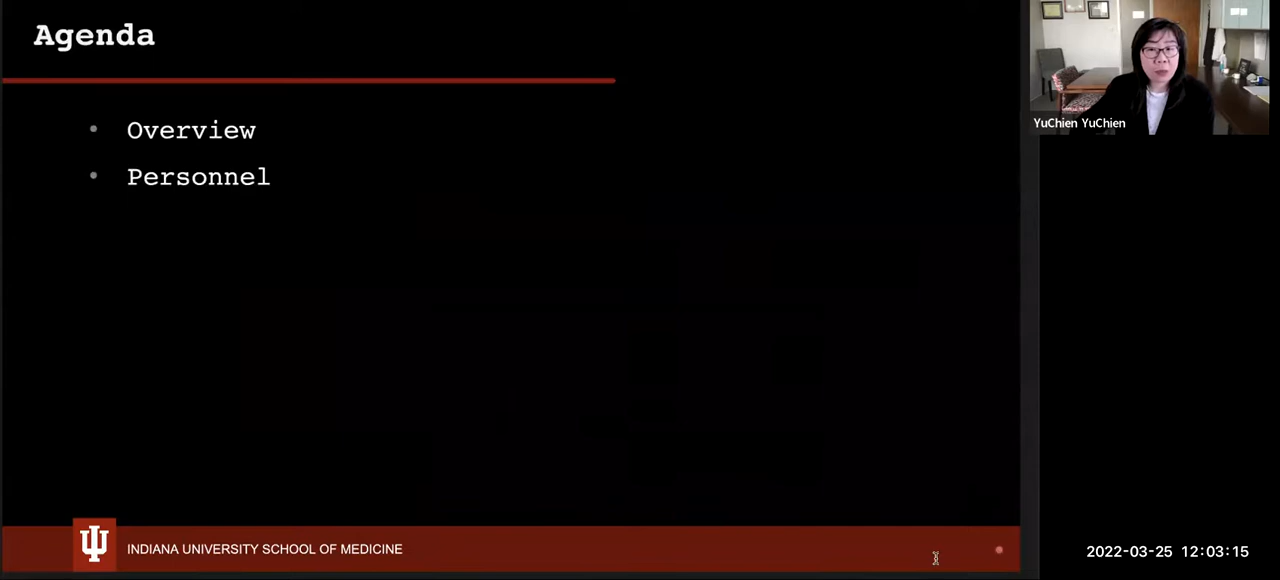 Agenda
• Overview
• Personnel
YuChien YuChien
INDIANA UNIVERSITY SCHOOL OF MEDICINE
2022-03-25 12:03:15